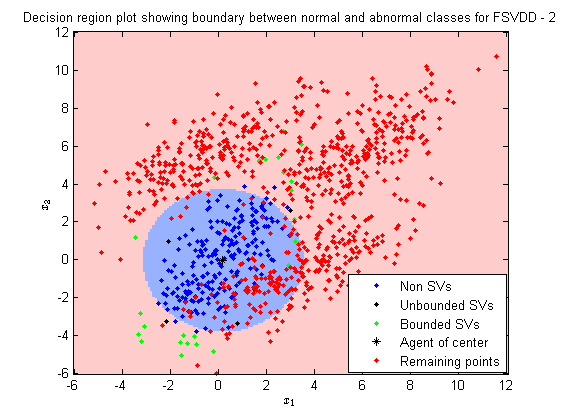 Decision region plot showing boundary between normal and abnormal classes for FSVDD - 2
12
10
8
6
4
2
0
-2
-4
-6
x2
-6
-4
-2
0
2
4
6
8
10
12
x1
Non SVs
Unbounded SVs
Bounded SVs
Agent of center
Remaining points